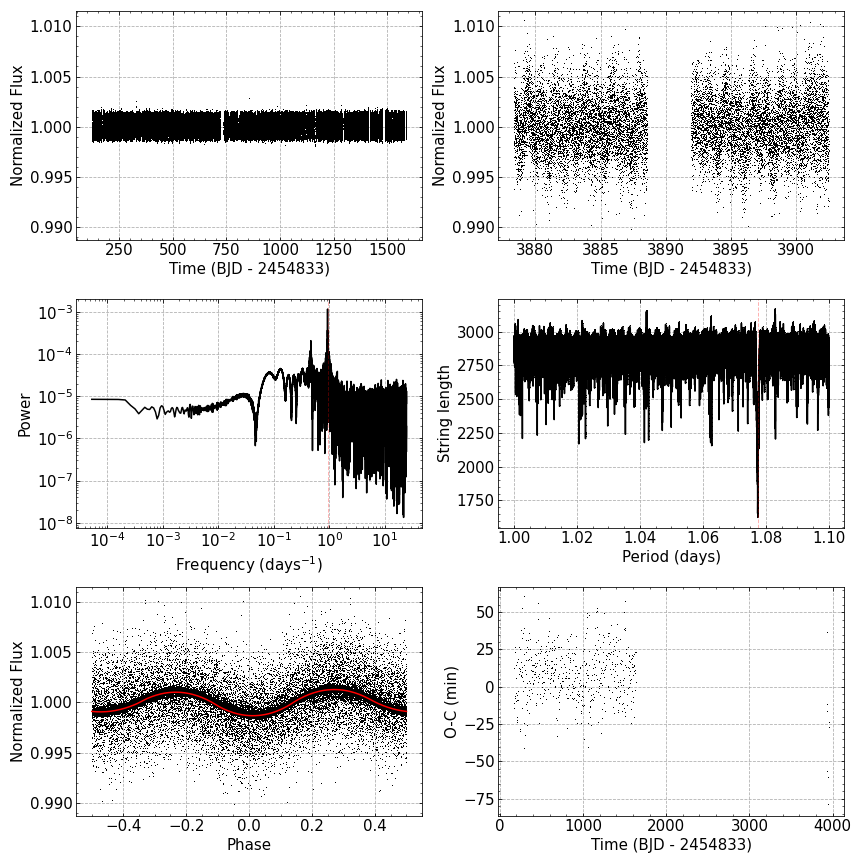 1.010
1.005
1.000
0.995
0.990
Normalized Flux
250 500 750 1000 1250 1500
Time (BJD - 2454833)
1.010
1.005
1.000
0.995
0.990
Normalized Flux
3880 3885 3890 3895 3900
Time (BJD - 2454833)
10⁻³
10⁻⁴
10⁻⁵
10⁻⁶
10⁻⁷
10⁻⁸
Power
10⁻⁴ 10⁻³ 10⁻² 10⁻¹ 10⁰ 10¹
Frequency (days⁻¹)
3000
2750
2500
2250
2000
1750
String length
1.00 1.02 1.04 1.06 1.08 1.10
Period (days)
1.010
1.005
1.000
0.995
0.990
Normalized Flux
−0.4 −0.2 0.0 0.2 0.4
Phase
50
25
0
−25
−50
−75
O-C (min)
0 1000 2000 3000 4000
Time (BJD - 2454833)